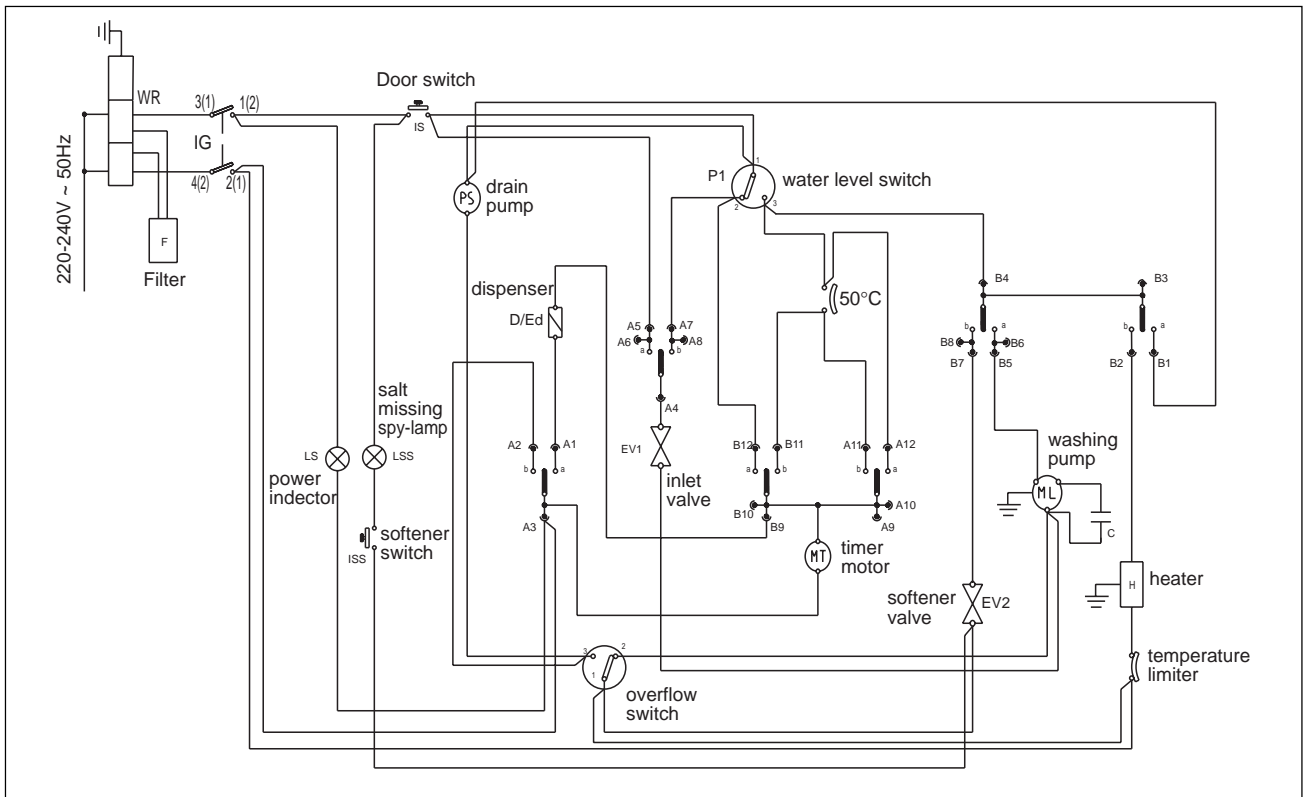 Door switch
WR
3(1)
1(2)
IS
IG
4(2)
2(1)
220-240V ~ 50Hz
F
Filter
PS
drain
pump
P1
1
2
3
water level switch
dispenser
D/Ed
50°C
A5
A7
A6
A8
a
b
A4
EV1
inlet
valve
B4
B3
b
a
b
a
B8
B6
B7
B5
B2
B1
salt
missing
spy-lamp
LS
LSS
power
indector
A2
A1
b
a
A3
softener
switch
ISS
B12
B11
A11
A12
a
b
b
a
B10
B9
A10
A9
MT
timer
motor
washing
pump
ML
C
H
heater
softener
valve
EV2
temperature
limiter
3
2
1
overflow
switch